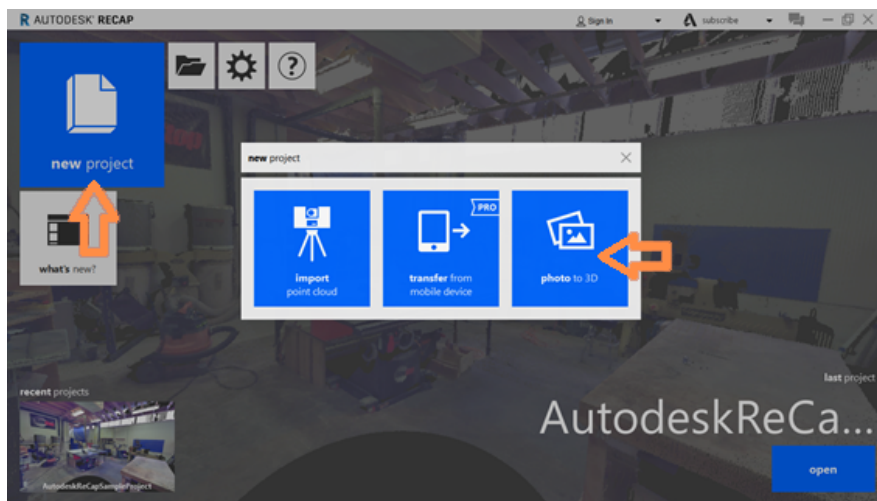 AUTODESK' RECAP
Sign In
subscribe
new project
what's new?
new project
import
point cloud
PRO
transfer from
mobile device
photo to 3D
recent projects
AutodeskReCapSampleProject
last project
AutodeskReCa...
open